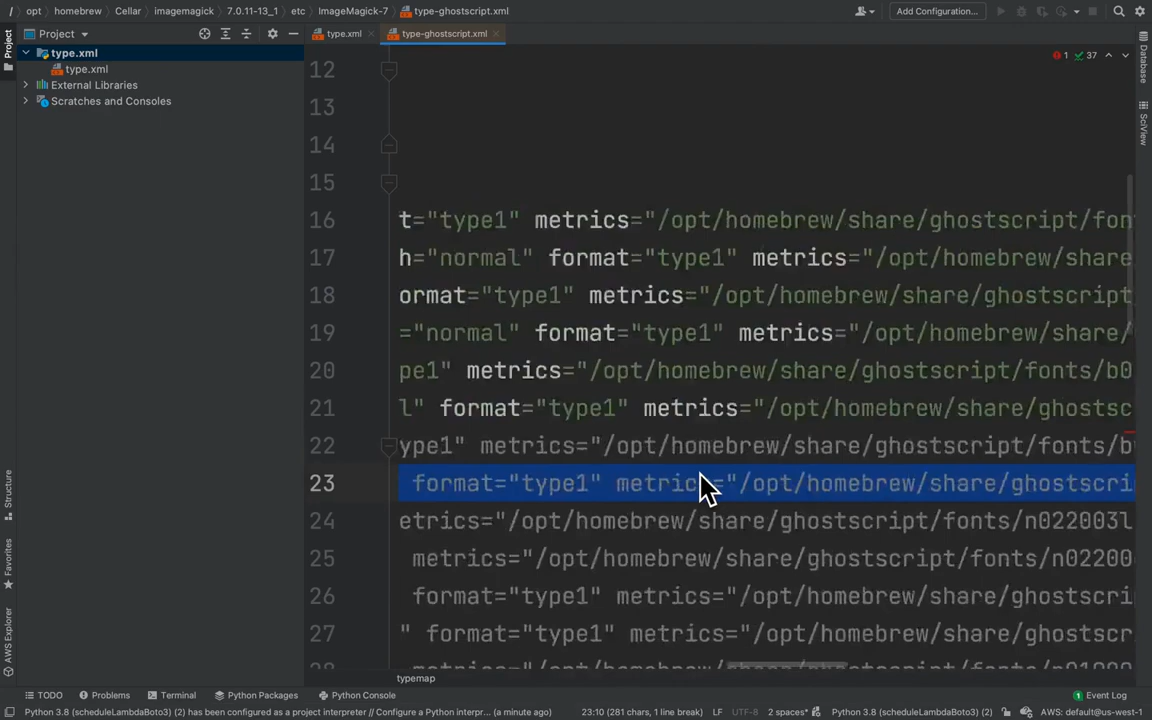 / opt homebrew Cellar imagemagick 7.0.11-13_1 etc ImageMagick-7 type-ghostscript.xml Add Configuration...
Project type.xml type-ghostscript.xml
type.xml
type.xml
External Libraries
Scratches and Consoles
1 37
12
13
14
15
16 t="type1" metrics="/opt/homebrew/share/ghostscript/fon
17 h="normal" format="type1" metrics="/opt/homebrew/share
18 ormat="type1" metrics="/opt/homebrew/share/ghostscript
19 ="normal" format="type1" metrics="/opt/homebrew/share/
20 pe1" metrics="/opt/homebrew/share/ghostscript/fonts/b0
21 l" format="type1" metrics="/opt/homebrew/share/ghostsc
22 ype1" metrics="/opt/homebrew/share/ghostscript/fonts/b
23 format="type1" metrics="/opt/homebrew/share/ghostscri
24 etrics="/opt/homebrew/share/ghostscript/fonts/n022003l
25 metrics="/opt/homebrew/share/ghostscript/fonts/n02200
26 format="type1" metrics="/opt/homebrew/share/ghostscri
27 " format="type1" metrics="/opt/homebrew/share/ghostscr
typemap
Project
Structure
Favorites
AWS Explorer
Database
SciView
TODO Problems Terminal Python Packages Python Console 1 Event Log
Python 3.8 (scheduleLambdaBoto3) (2) has been configured as a project interpreter // Configure a Python interpr... (a minute ago) 23:10 (281 chars, 1 line break) LF UTF-8 2 spaces* Python 3.8 (scheduleLambdaBoto3) (2) AWS: default@us-west-1